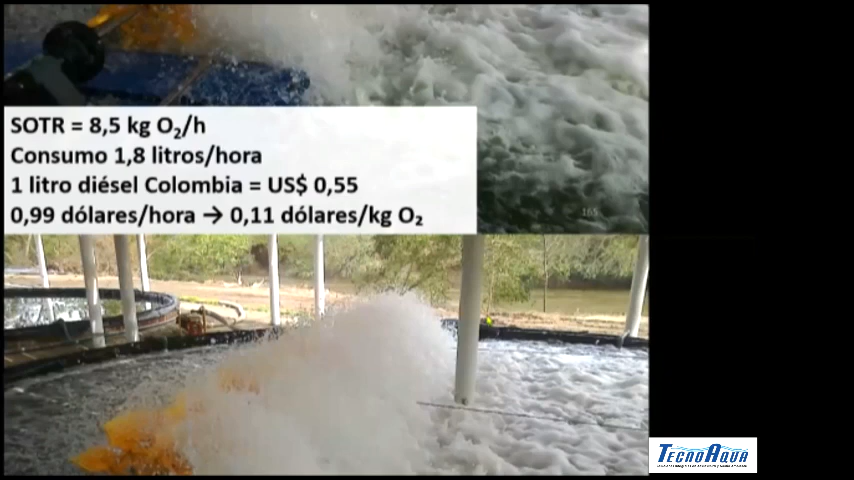 SOTR = 8,5 kg O₂/h
Consumo 1,8 litros/hora
1 litro diésel Colombia = US$ 0,55
0,99 dólares/hora → 0,11 dólares/kg O₂
165
TECNOAQUA